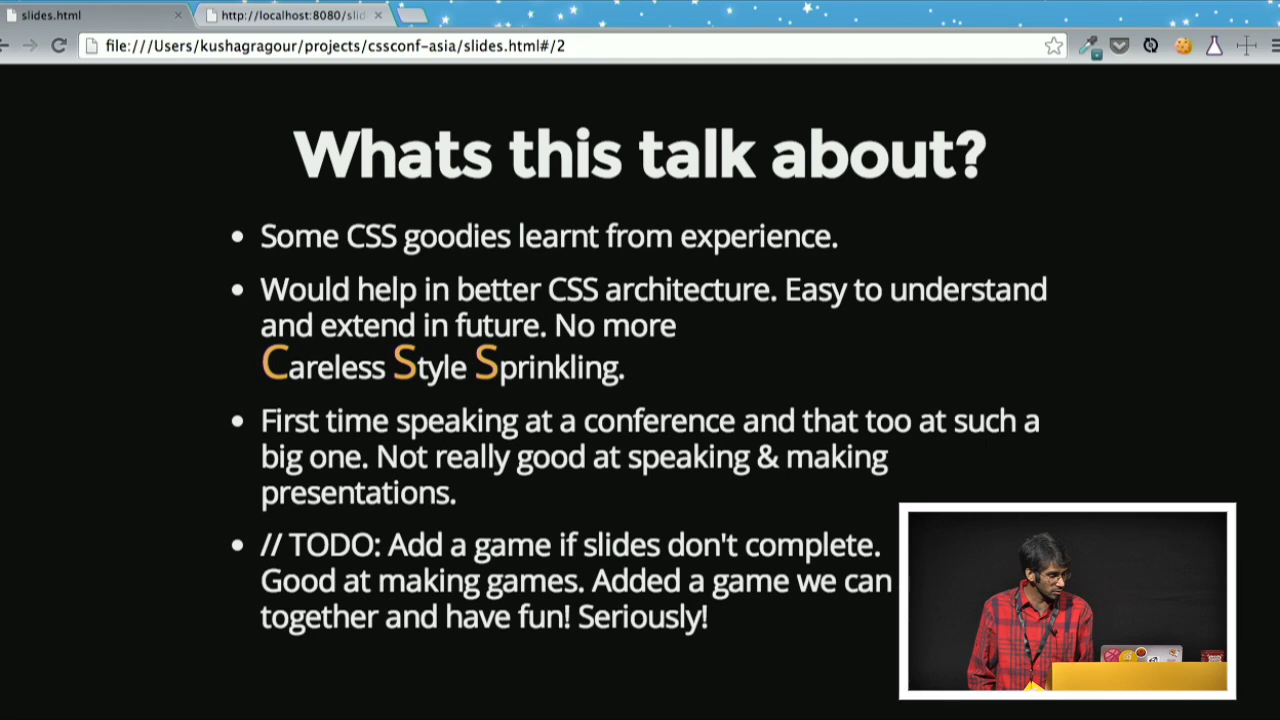 slides.html
http://localhost:8080/slid
file:///Users/kushagragour/projects/cssconf-asia/slides.html#/2
Whats this talk about?
Some CSS goodies learnt from experience.
Would help in better CSS architecture. Easy to understand
and extend in future. No more
Careless Style Sprinkling.
First time speaking at a conference and that too at such a
big one. Not really good at speaking & making
presentations.
// TODO: Add a game if slides don't complete.
Good at making games. Added a game we can
together and have fun! Seriously!